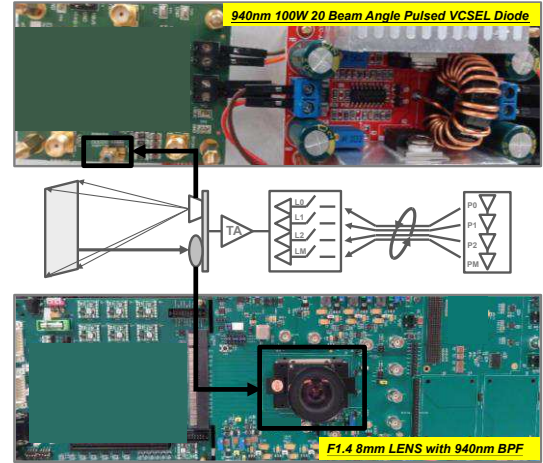 940nm 100W 20 Beam Angle Pulsed VCSEL Diode
TA
L0
L1
L2
LM
P0
P1
P2
PM
F1.4 8mm LENS with 940nm BPF